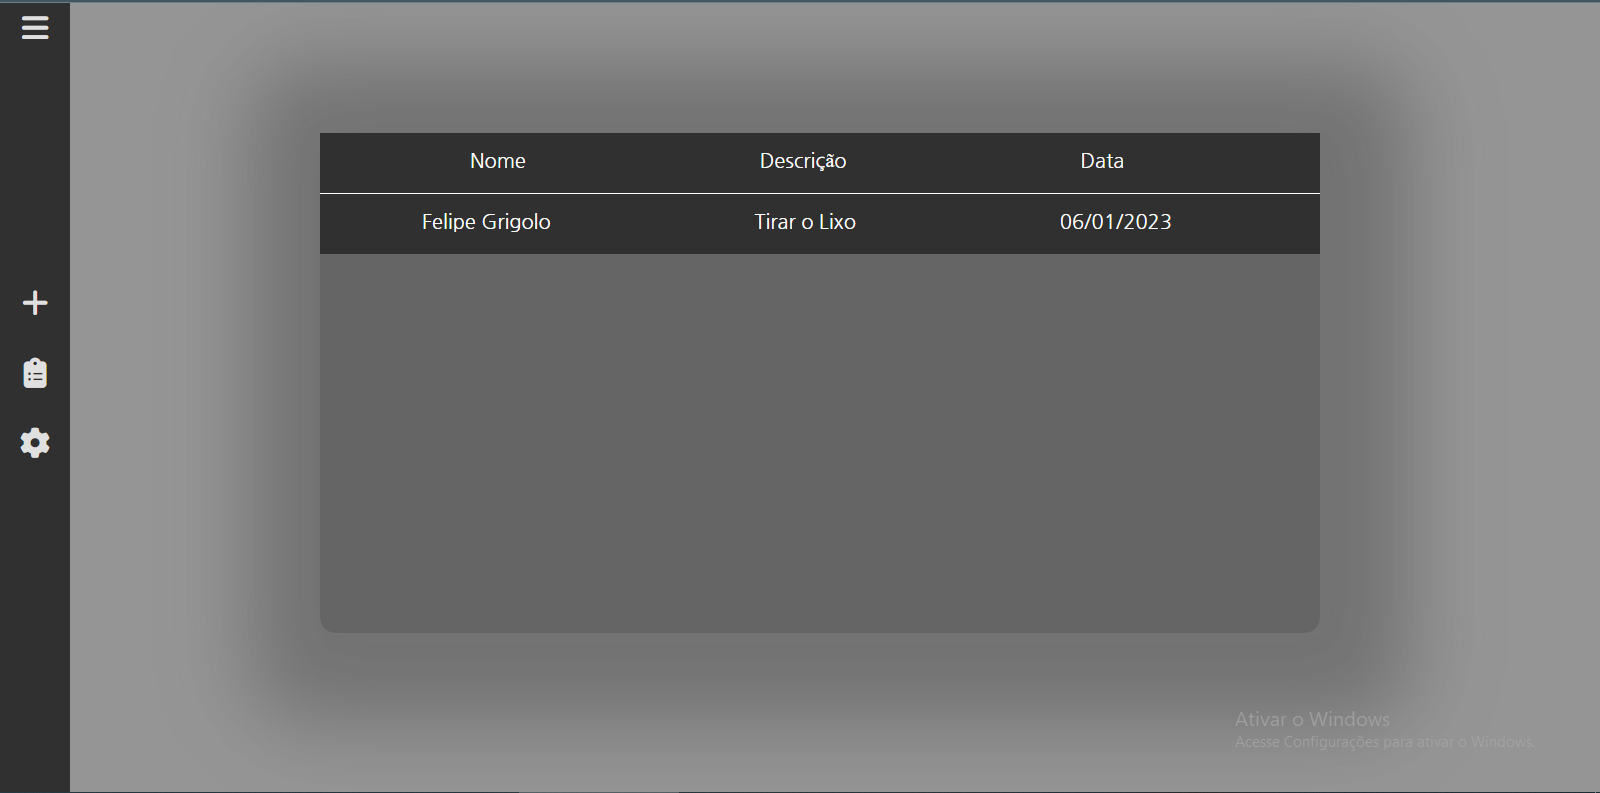 Nome Descrição Data
Felipe Grigolo Tirar o Lixo 06/01/2023
Ativar o Windows
Acesse Configurações para ativar o Windows.